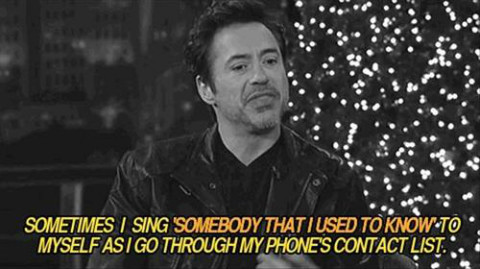 SOMETIMES I SING 'SOMEBODY THAT I USED TO KNOW' TO
MYSELF AS I GO THROUGH MY PHONE'S CONTACT LIST.